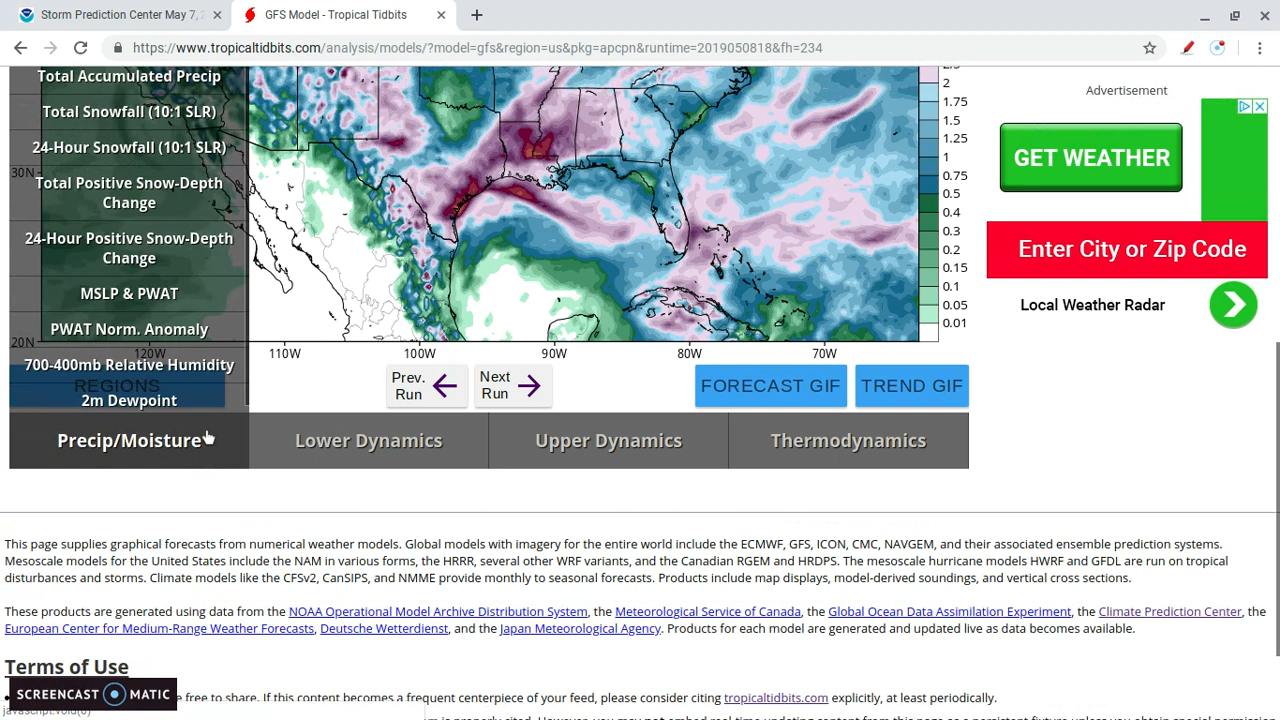 Storm Prediction Center May 7, 2
GFS Model - Tropical Tidbits
https://www.tropicaltidbits.com/analysis/models/?model=gfs&region=us&pkg=apcpn&runtime=2019050818&fh=234
Total Accumulated Precip
Total Snowfall (10:1 SLR)
24-Hour Snowfall (10:1 SLR)
Total Positive Snow-Depth
Change
24-Hour Positive Snow-Depth
Change
MSLP & PWAT
PWAT Norm. Anomaly
700-400mb Relative Humidity
2m Dewpoint
REGIONS
30N
20N
120W
110W
100W
90W
80W
70W
2.5
2
1.75
1.5
1.25
1
0.75
0.5
0.4
0.3
0.2
0.15
0.1
0.05
0.01
Advertisement
GET WEATHER
Enter City or Zip Code
Local Weather Radar
Prev.
Run
Next
Run
FORECAST GIF
TREND GIF
Precip/Moisture
Lower Dynamics
Upper Dynamics
Thermodynamics
This page supplies graphical forecasts from numerical weather models. Global models with imagery for the entire world include the ECMWF, GFS, ICON, CMC, NAVGEM, and their associated ensemble prediction systems.
Mesoscale models for the United States include the NAM in various forms, the HRRR, several other WRF variants, and the Canadian RGEM and HRDPS. The mesoscale hurricane models HWRF and GFDL are run on tropical
disturbances and storms. Climate models like the CFSv2, CanSIPS, and NMME provide monthly to seasonal forecasts. Products include map displays, model-derived soundings, and vertical cross sections.
These products are generated using data from the NOAA Operational Model Archive Distribution System, the Meteorological Service of Canada, the Global Ocean Data Assimilation Experiment, the Climate Prediction Center, the
European Center for Medium-Range Weather Forecasts, Deutsche Wetterdienst, and the Japan Meteorological Agency. Products for each model are generated and updated live as data becomes available.
Terms of Use
e free to share. If this content becomes a frequent centerpiece of your feed, please consider citing tropicaltidbits.com explicitly, at least periodically.
SCREENCAST MATIC
javascript:void(0)